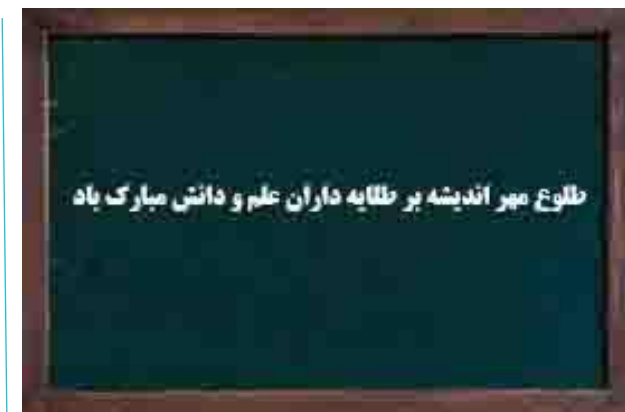 طلوع مهر اندیشه بر طلایه داران علم و دانش مبارک باد